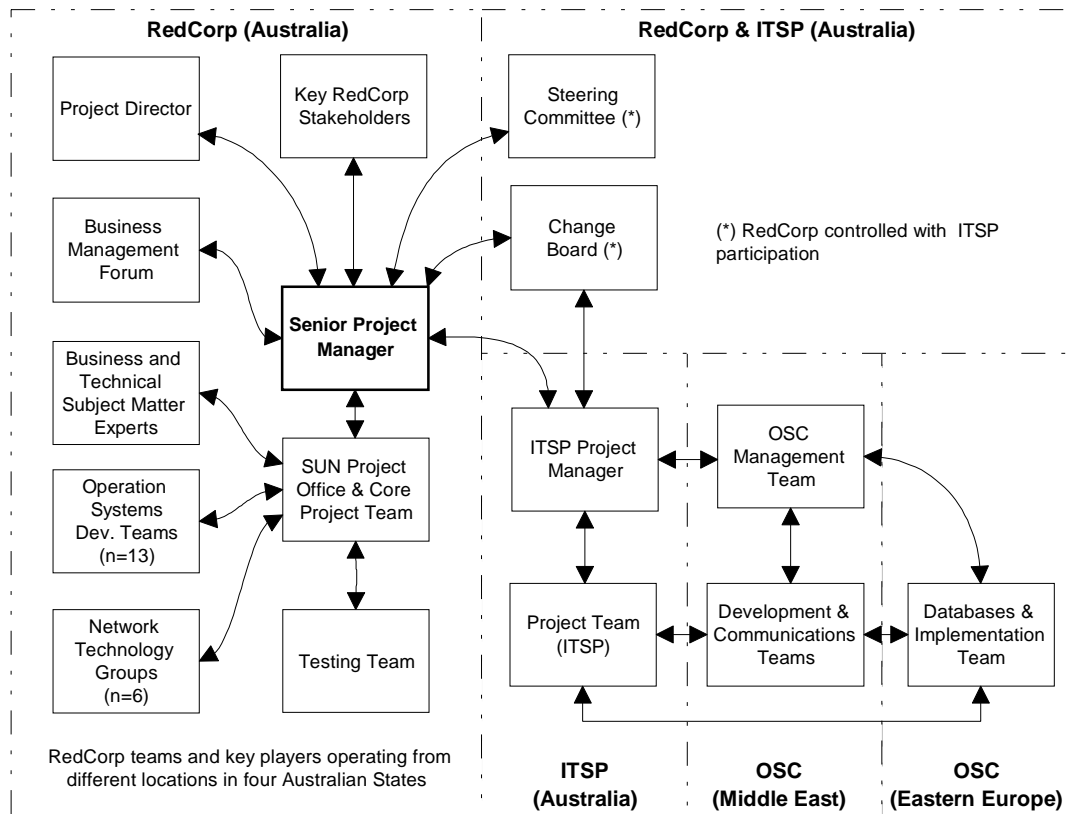 RedCorp (Australia)
RedCorp & ITSP (Australia)
Project Director
Key RedCorp
Stakeholders
Steering
Committee (*)
Business
Management
Forum
Change
Board (*)
(*) RedCorp controlled with ITSP
participation
Senior Project
Manager
Business and
Technical
Subject Matter
Experts
ITSP Project
Manager
OSC
Management
Team
SUN Project
Office & Core
Project Team
Operation
Systems
Dev. Teams
(n=13)
Network
Technology
Groups
(n=6)
Testing Team
Project Team
(ITSP)
Development &
Communications
Teams
Databases &
Implementation
Team
RedCorp teams and key players operating from
different locations in four Australian States
ITSP
(Australia)
OSC
(Middle East)
OSC
(Eastern Europe)